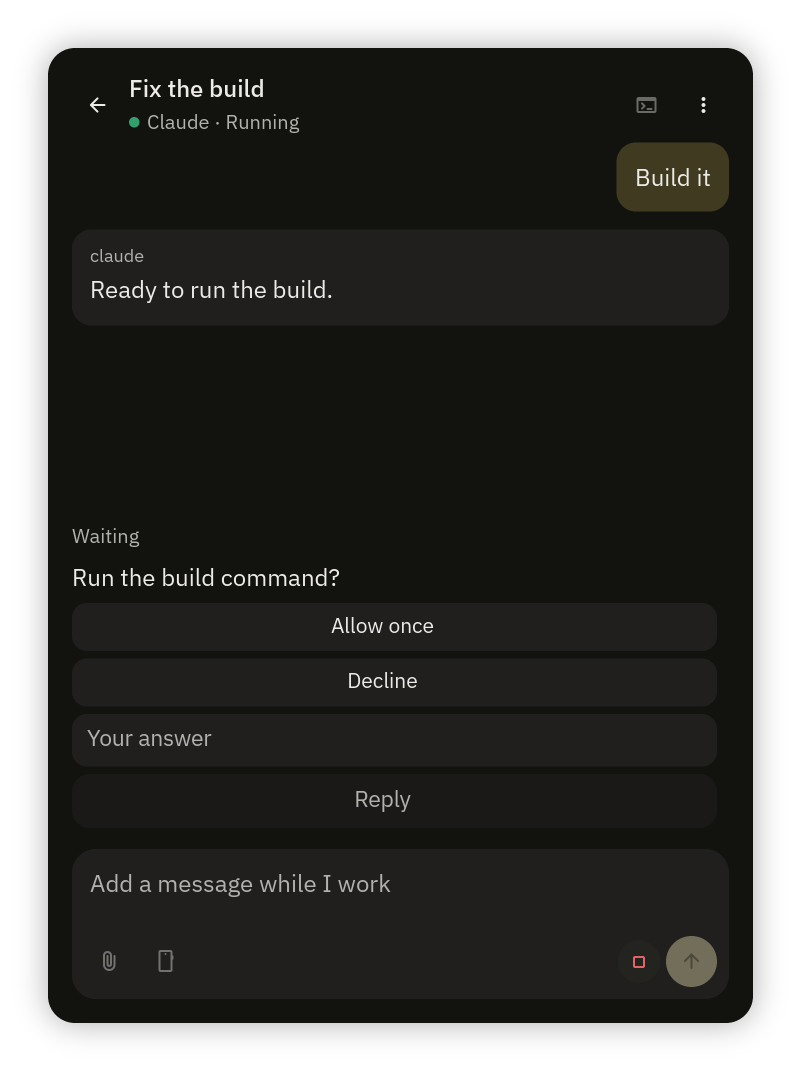 Fix the build
Claude · Running
Build it
claude
Ready to run the build.
Waiting
Run the build command?
Allow once
Decline
Your answer
Reply
Add a message while I work